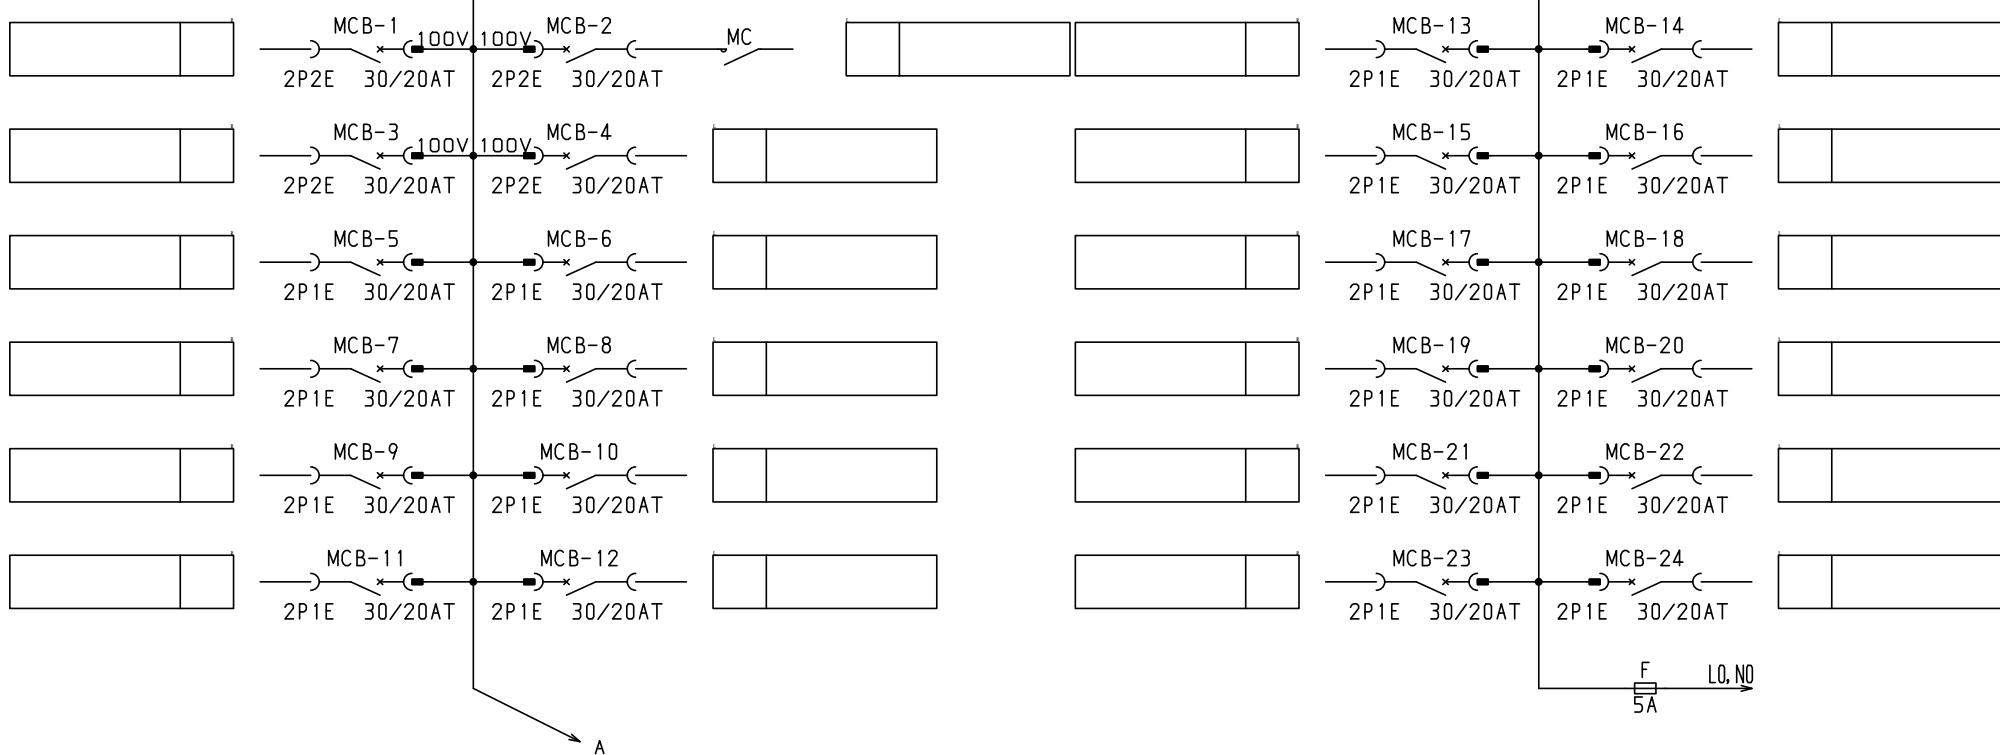 MCB-1 100V 100V MCB-2 MC
2P2E 30/20AT 2P2E 30/20AT
MCB-3 100V 100V MCB-4
2P2E 30/20AT 2P2E 30/20AT
MCB-5 MCB-6
2P1E 30/20AT 2P1E 30/20AT
MCB-7 MCB-8
2P1E 30/20AT 2P1E 30/20AT
MCB-9 MCB-10
2P1E 30/20AT 2P1E 30/20AT
MCB-11 MCB-12
2P1E 30/20AT 2P1E 30/20AT
A
MCB-13 MCB-14
2P1E 30/20AT 2P1E 30/20AT
MCB-15 MCB-16
2P1E 30/20AT 2P1E 30/20AT
MCB-17 MCB-18
2P1E 30/20AT 2P1E 30/20AT
MCB-19 MCB-20
2P1E 30/20AT 2P1E 30/20AT
MCB-21 MCB-22
2P1E 30/20AT 2P1E 30/20AT
MCB-23 MCB-24
2P1E 30/20AT 2P1E 30/20AT
F L0,N0
5A